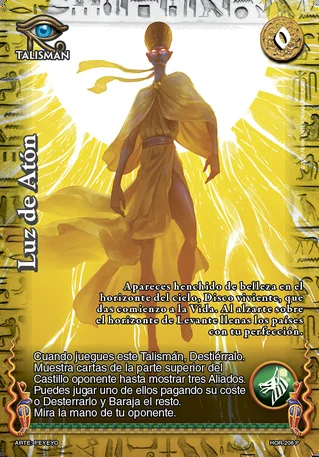 TALISMÁN
0
Luz de Atón
Apareces henchido de belleza en el
horizonte del cielo, Disco viviente, que
das comienzo a la Vida. Al alzarte sobre
el horizonte de Levante llenas los países
con tu perfección.
Cuando juegues este Talismán, Destiérralo.
Muestra cartas de la parte superior del
Castillo oponente hasta mostrar tres Aliados.
Puedes jugar uno de ellos pagando su coste
o Desterrarlo y Baraja el resto.
Mira la mano de tu oponente.
ARTE: PEYEYO
HOR-206 P